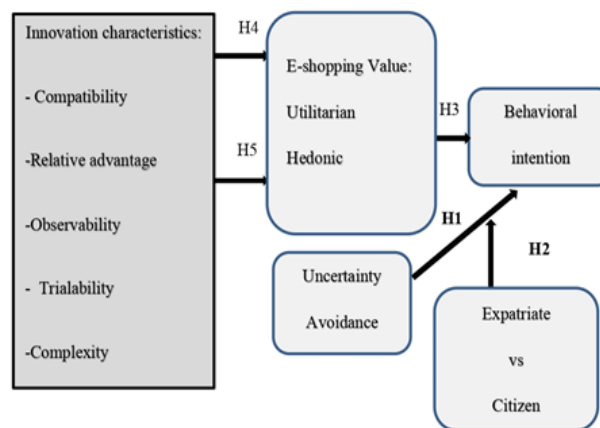 Innovation characteristics:
- Compatibility
-Relative advantage
-Observability
- Trialability
-Complexity
H4
H5
E-shopping Value:
Utilitarian
Hedonic
H3
Behavioral
intention
H1
H2
Uncertainty
Avoidance
Expatriate
vs
Citizen